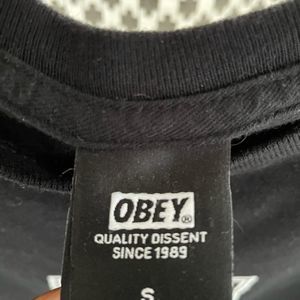 OBEY®
QUALITY DISSENT
SINCE 1989
S